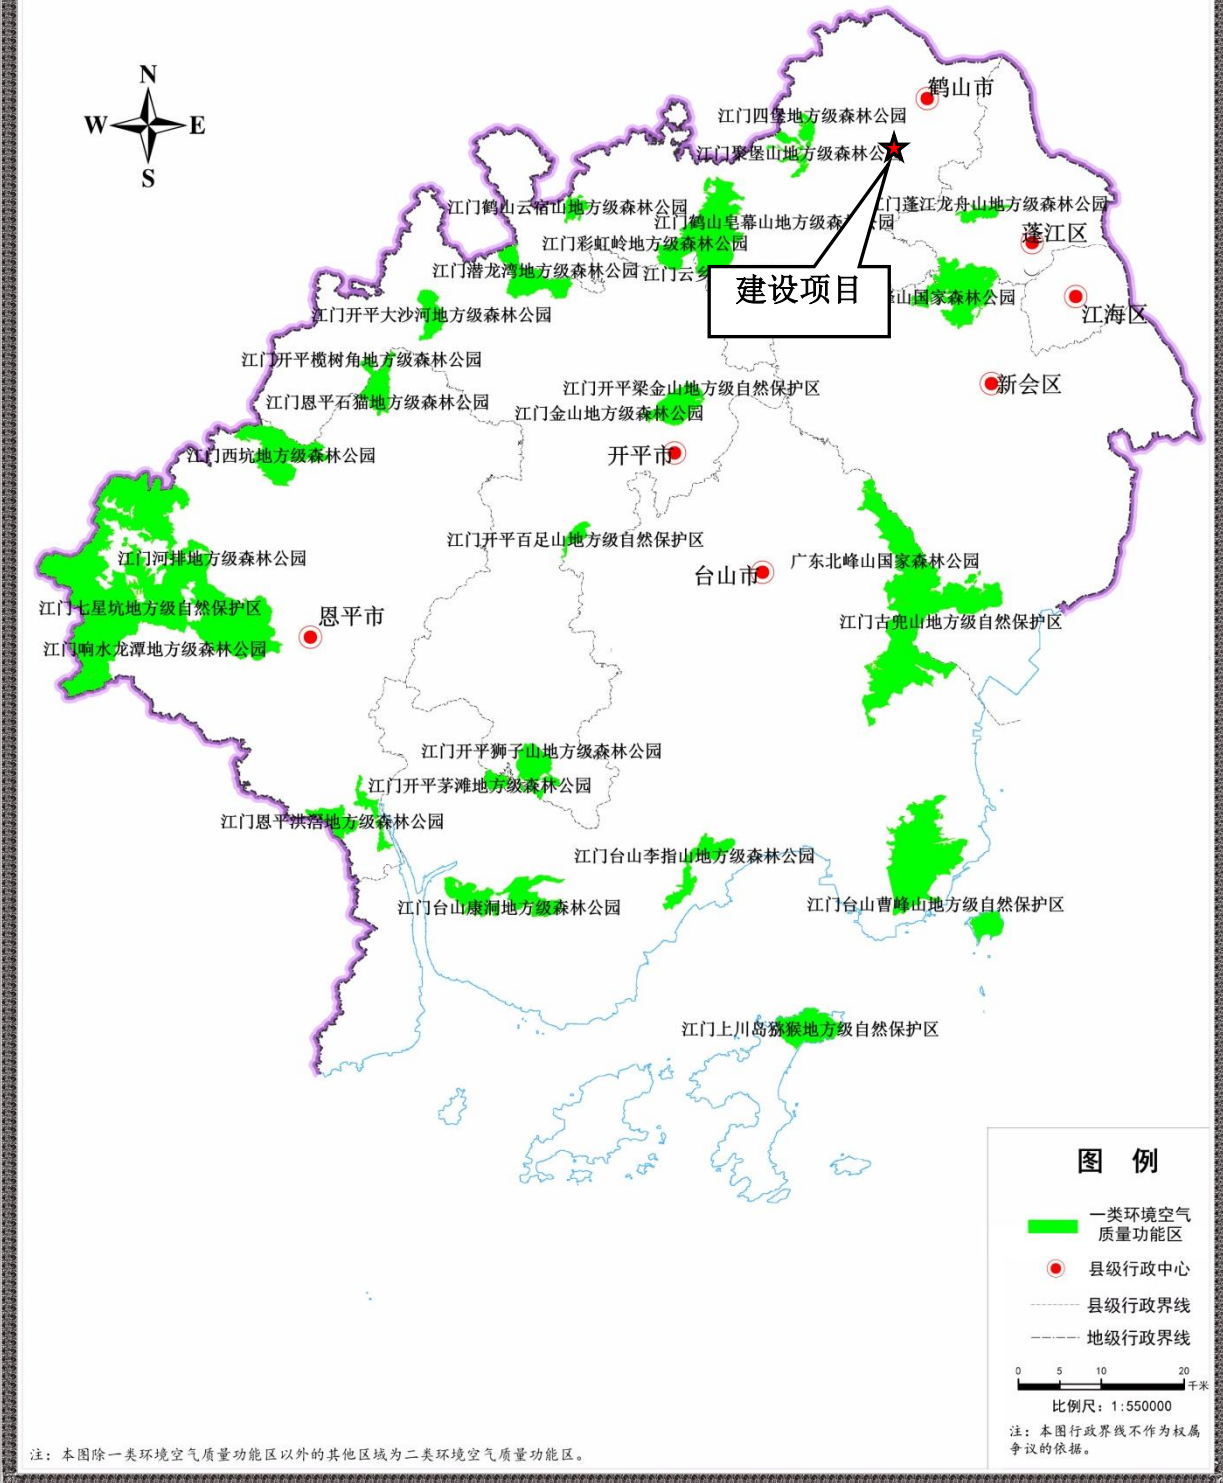 N
W
E
S
鹤山市
江门四堡地方级森林公园
江门聚堡山地方级森林公
江门鹤山云宿山地方级森林公园
门蓬江龙舟山地方级森林公园
江门鹤山皂幕山地方级森林公园
蓬江区
江门彩虹岭地方级森林公园
江门潜龙湾地方级森林公园
江门云乡
建设项目
山国家森林公园
江海区
江门开平大沙河地方级森林公园
江门开平榄树角地方级森林公园
新会区
江门开平梁金山地方级自然保护区
江门恩平石猫地方级森林公园
江门金山地方级森林公园
开平市
江门西坑地方级森林公园
江门开平百足山地方级自然保护区
江门河排地方级森林公园
广东北峰山国家森林公园
台山市
江门七星坑地方级自然保护区
恩平市
江门古兜山地方级自然保护区
江门响水龙潭地方级森林公园
江门开平狮子山地方级森林公园
江门开平茅滩地方级森林公园
江门恩平洪滘地方级森林公园
江门台山李指山地方级森林公园
江门台山康洞地方级森林公园
江门台山曹峰山地方级自然保护区
江门上川岛猕猴地方级自然保护区
图 例
一类环境空气
质量功能区
县级行政中心
县级行政界线
地级行政界线
0 5 10 20
千米
比例尺：1:550000
注：本图行政界线不作为权属
争议的依据。
注：本图除一类环境空气质量功能区以外的其他区域为二类环境空气质量功能区。